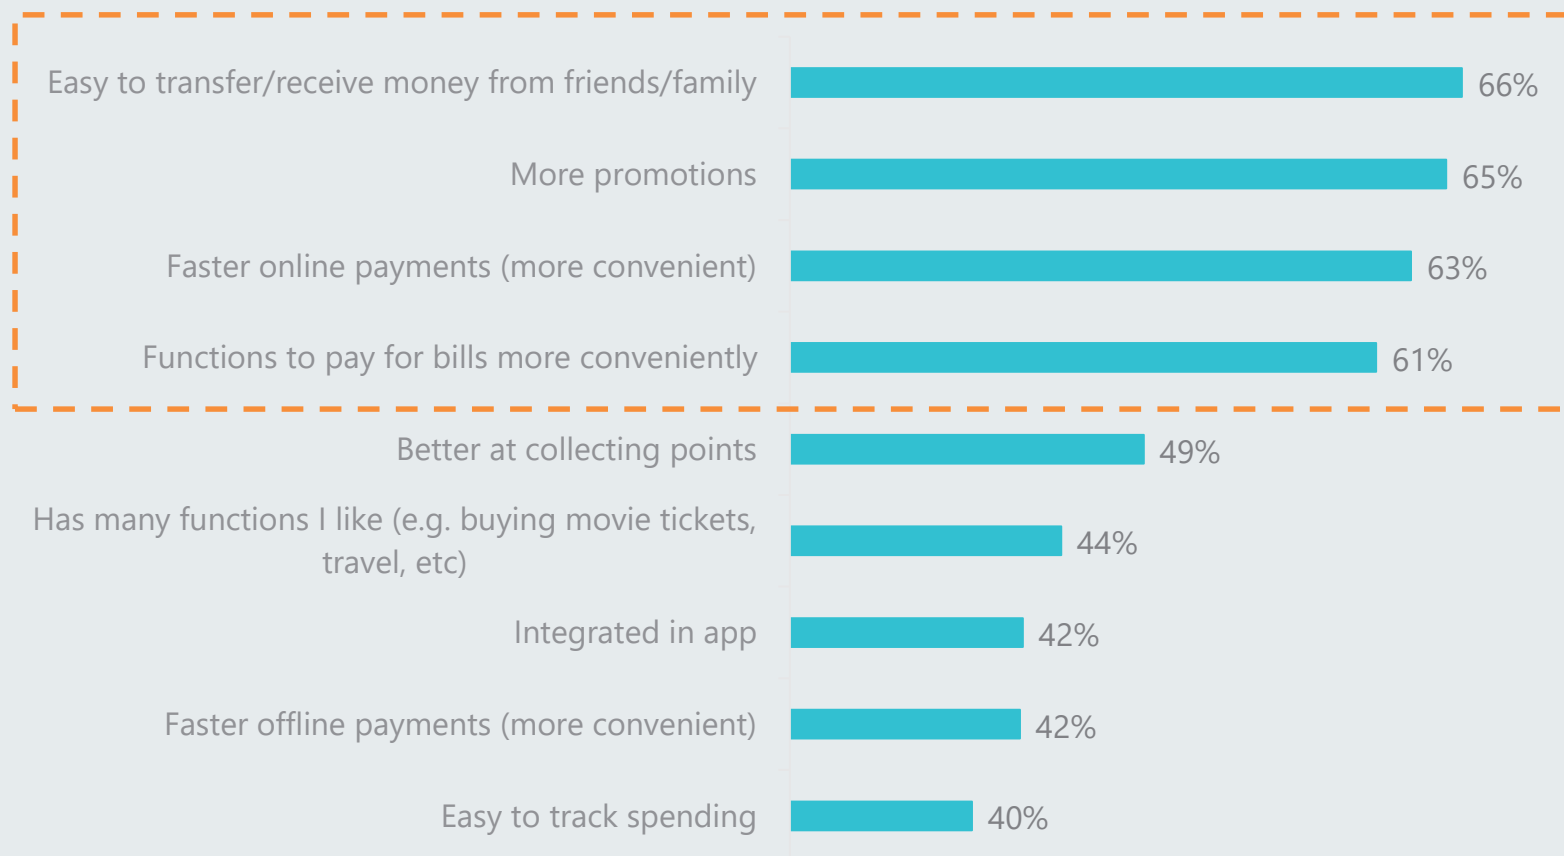 Easy to transfer/receive money from friends/family 66%
More promotions 65%
Faster online payments (more convenient) 63%
Functions to pay for bills more conveniently 61%
Better at collecting points 49%
Has many functions I like (e.g. buying movie tickets,
travel, etc) 44%
Integrated in app 42%
Faster offline payments (more convenient) 42%
Easy to track spending 40%